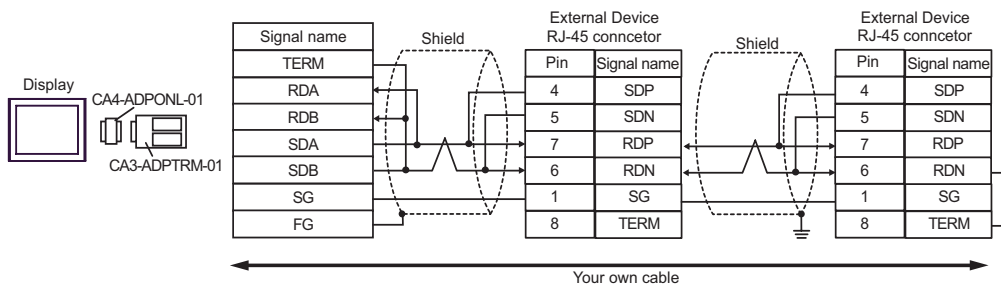 Display
CA4-ADPONL-01
CA3-ADPTRM-01
Signal name
TERM
RDA
RDB
SDA
SDB
SG
FG
Shield
External Device
RJ-45 conncetor
Pin Signal name
4 SDP
5 SDN
7 RDP
6 RDN
1 SG
8 TERM
Shield
External Device
RJ-45 conncetor
Pin Signal name
4 SDP
5 SDN
7 RDP
6 RDN
1 SG
8 TERM
Your own cable